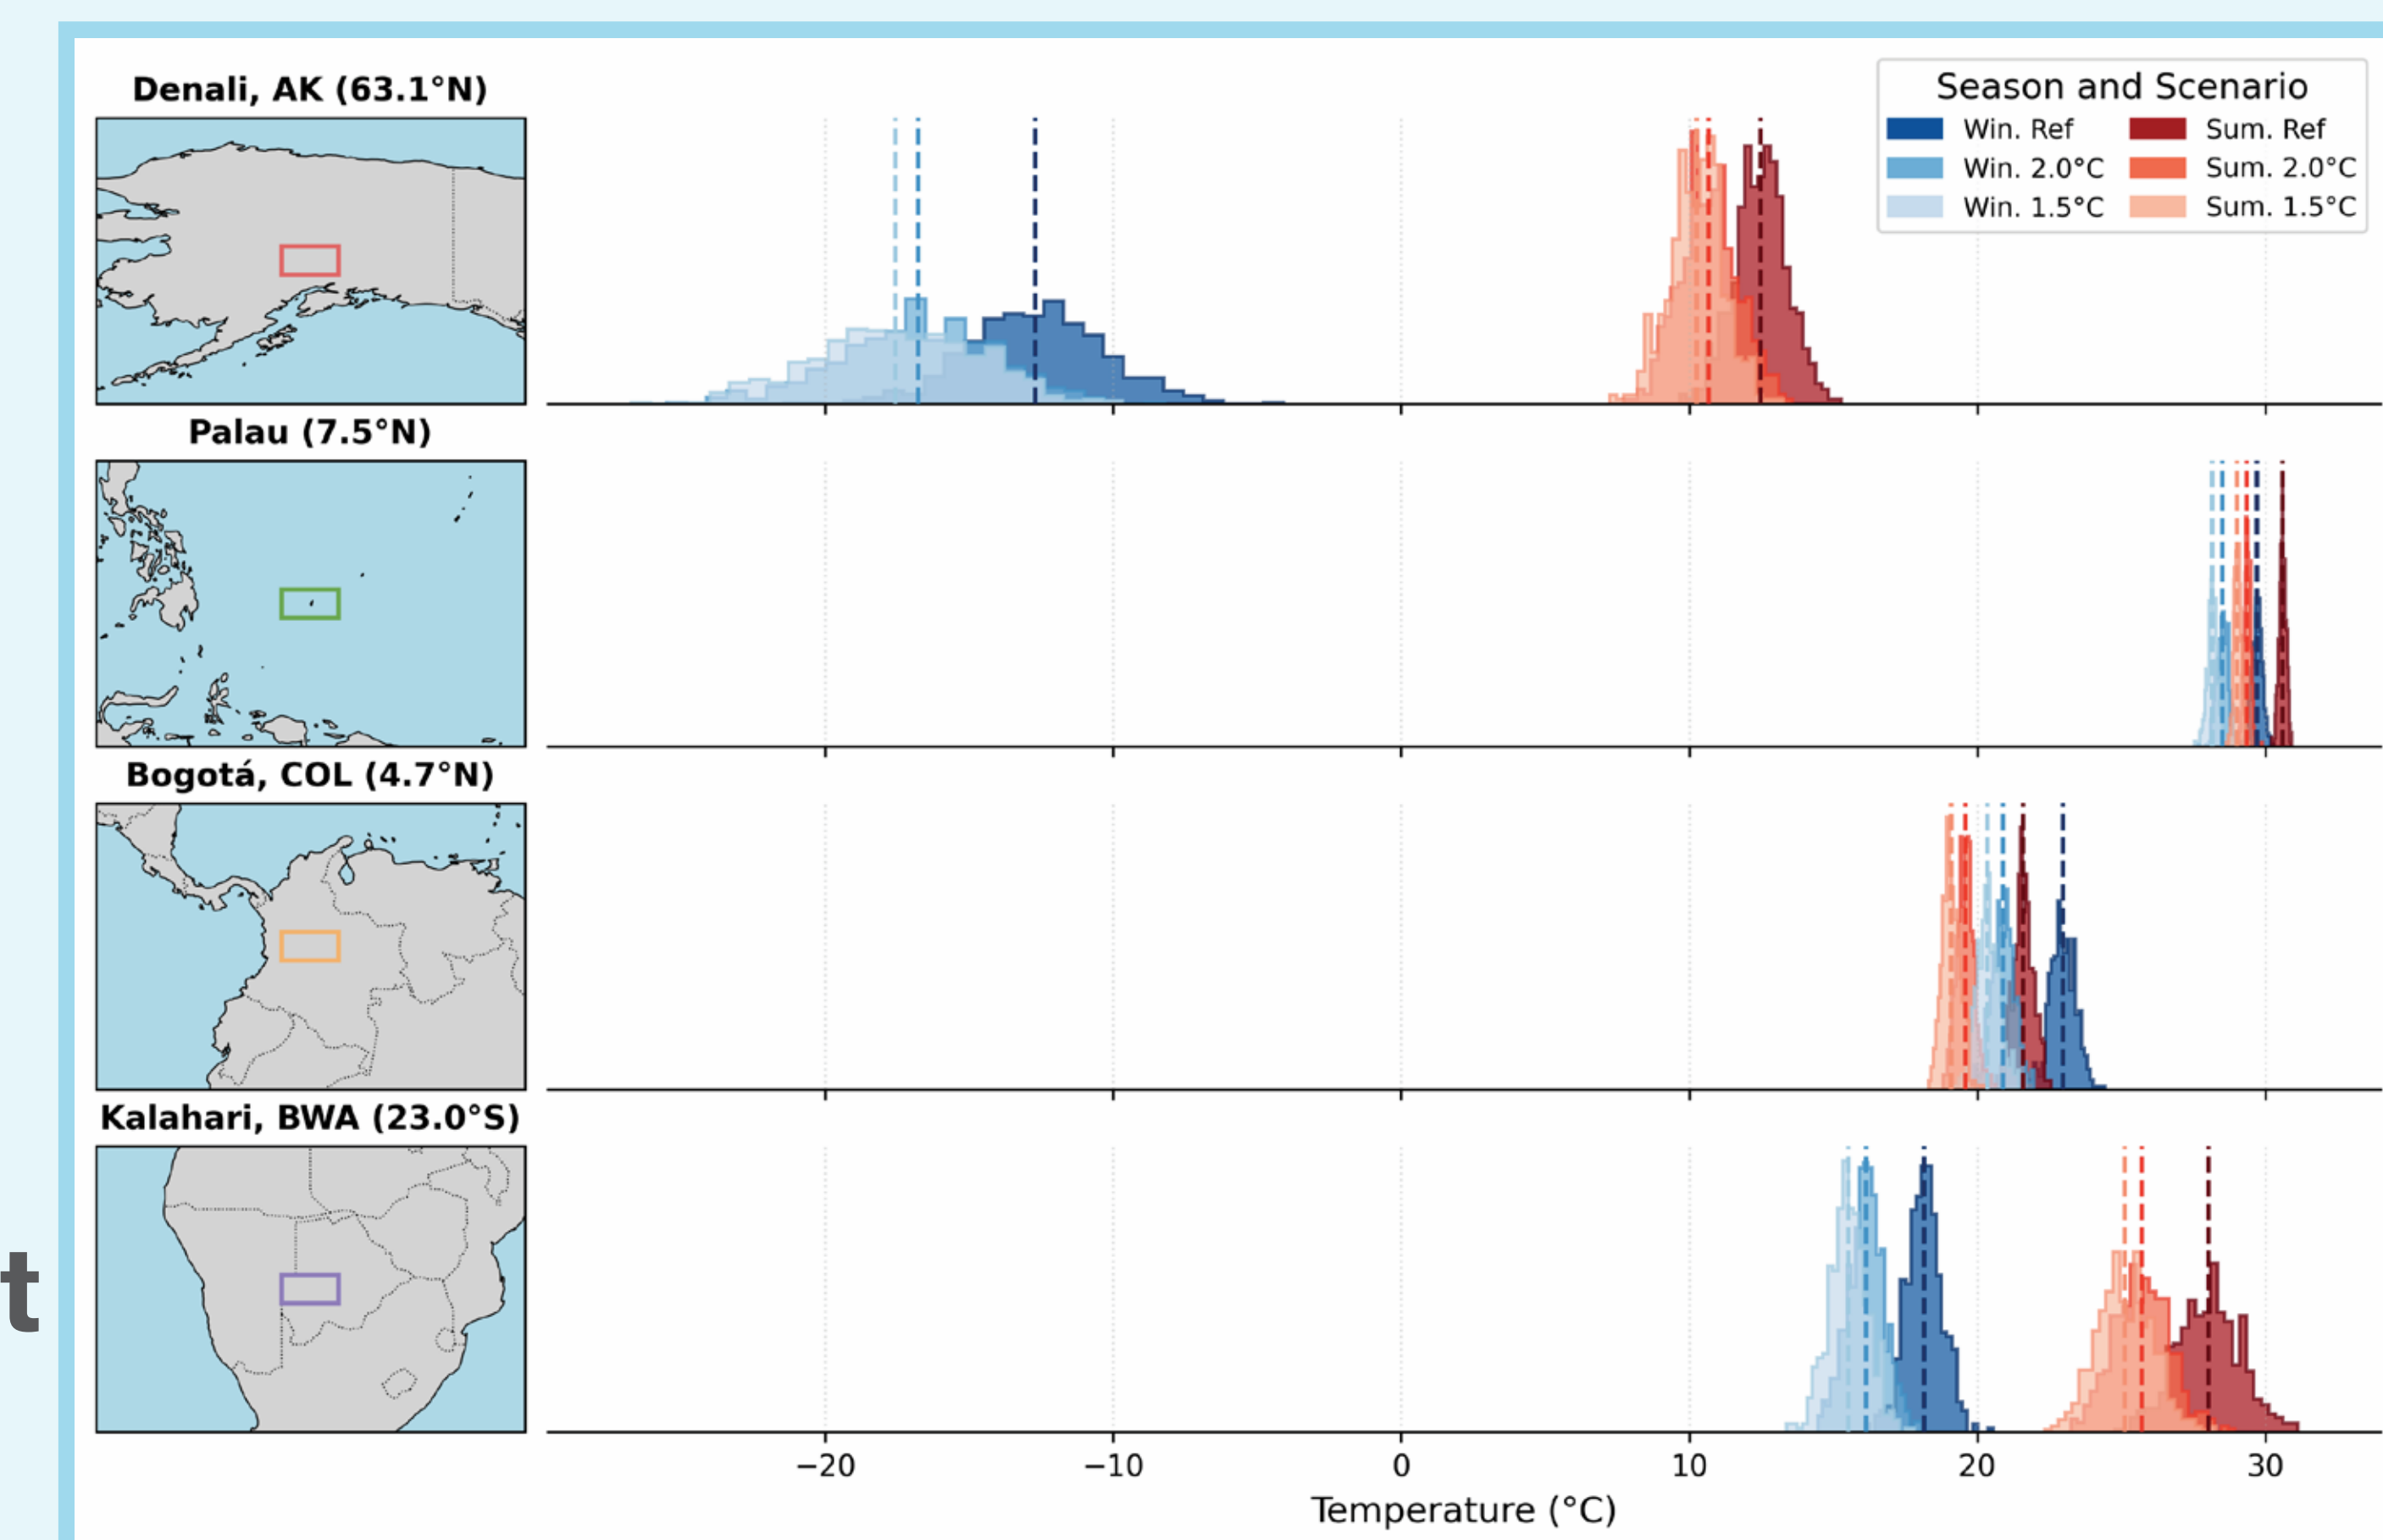 Denali, AK (63.1°N)
Season and Scenario
Win. Ref
Sum. Ref
Win. 2.0°C
Sum. 2.0°C
Win. 1.5°C
Sum. 1.5°C
Palau (7.5°N)
Bogotá, COL (4.7°N)
Kalahari, BWA (23.0°S)
t
−20 −10 0 10 20 30
Temperature (°C)